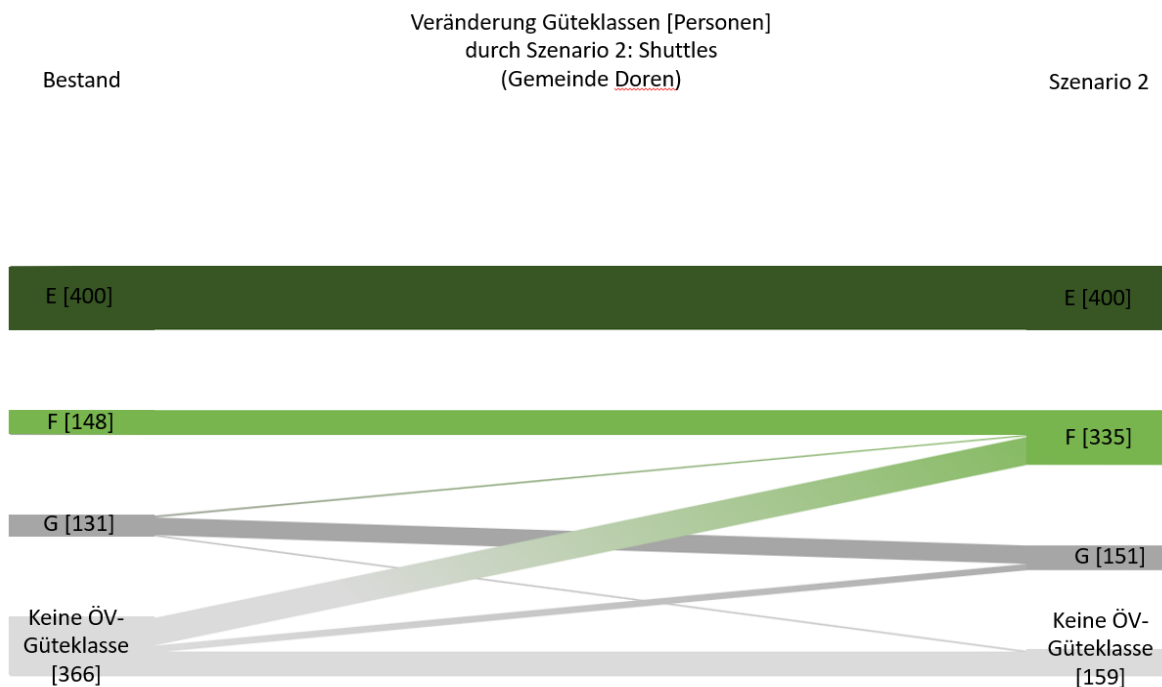 Veränderung Güteklassen [Personen]
durch Szenario 2: Shuttles
(Gemeinde Doren)
Bestand
Szenario 2
E [400]
E [400]
F [148]
F [335]
G [131]
G [151]
Keine ÖV-
Güteklasse
[366]
Keine ÖV-
Güteklasse
[159]